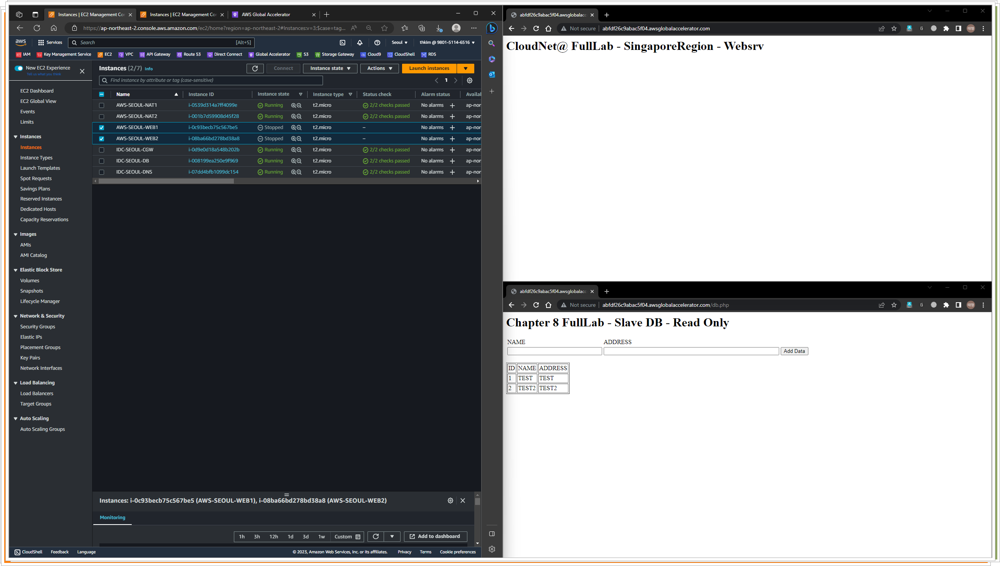 Instances | EC2 Management Co
Instances | EC2 Management Co
AWS Global Accelerator
https://ap-northeast-2.console.aws.amazon.com/ec2/home?region=ap-northeast-2#Instances:v=3;$case=tag...
aws
Services
Search
[Alt+S]
Seoul
thkim @ 9801-5114-6516
IAM
Key Management Service
EC2
VPC
API Gateway
Route 53
Direct Connect
Global Accelerator
S3
Storage Gateway
Cloud9
CloudShell
RDS
New EC2 Experience
Tell us what you think
EC2 Dashboard
EC2 Global View
Events
Limits
Instances
Instances
Instance Types
Launch Templates
Spot Requests
Savings Plans
Reserved Instances
Dedicated Hosts
Capacity Reservations
Images
AMIs
AMI Catalog
Elastic Block Store
Volumes
Snapshots
Lifecycle Manager
Network & Security
Security Groups
Elastic IPs
Placement Groups
Key Pairs
Network Interfaces
Load Balancing
Load Balancers
Target Groups
Auto Scaling
Auto Scaling Groups
Instances (2/7) Info
Connect
Instance state
Actions
Launch instances
Find instance by attribute or tag (case-sensitive)
1
Name Instance ID Instance state Instance type Status check Alarm status Availal
AWS-SEOUL-NAT1 i-0539d314a7ff4099e Running t2.micro 2/2 checks passed No alarms + ap-nor
AWS-SEOUL-NAT2 i-001b7d59908d45f28 Running t2.micro 2/2 checks passed No alarms + ap-nor
AWS-SEOUL-WEB1 i-0c93becb75c567be5 Stopped t2.micro – No alarms + ap-nor
AWS-SEOUL-WEB2 i-08ba66bd278bd38a8 Stopped t2.micro – No alarms + ap-nor
IDC-SEOUL-CGW i-0d9e0d18a548b202b Running t2.micro 2/2 checks passed No alarms + ap-nor
IDC-SEOUL-DB i-008199ea250e9f969 Running t2.micro 2/2 checks passed No alarms + ap-nor
IDC-SEOUL-DNS i-07dd4bfb1099dc154 Running t2.micro 2/2 checks passed No alarms + ap-nor
Instances: i-0c93becb75c567be5 (AWS-SEOUL-WEB1), i-08ba66bd278bd38a8 (AWS-SEOUL-WEB2)
Monitoring
1h 3h 12h 1d 3d 1w Custom
Add to dashboard
CloudShell Feedback Language
© 2023, Amazon Web Services, Inc. or its affiliates. Privacy Terms Cookie preferences
abfdf26c9abac5f04.awsglobalacc
Not secure | abfdf26c9abac5f04.awsglobalaccelerator.com
태형
CloudNet@ FullLab - SingaporeRegion - Websrv
abfdf26c9abac5f04.awsglobalacc
Not secure | abfdf26c9abac5f04.awsglobalaccelerator.com/db.php
태형
Chapter 8 FullLab - Slave DB - Read Only
NAME ADDRESS
Add Data
ID NAME ADDRESS
1 TEST TEST
2 TEST2 TEST2